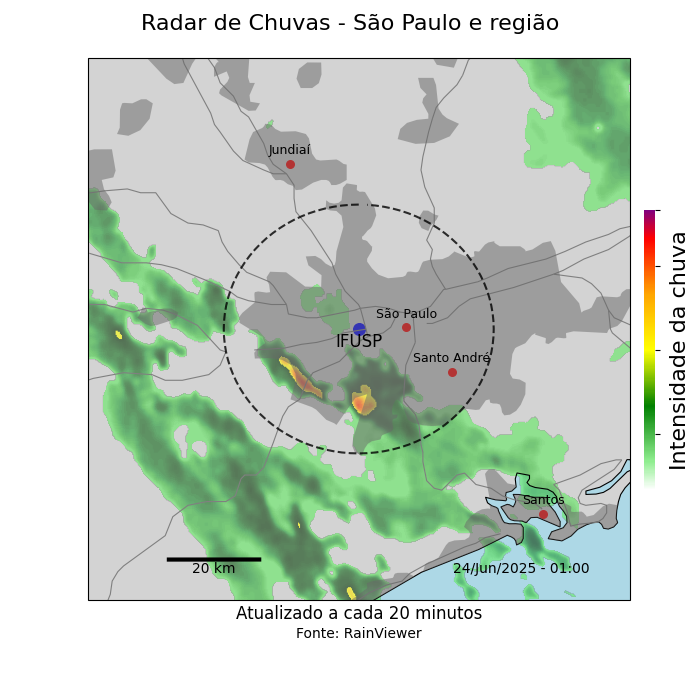 Radar de Chuvas - São Paulo e região
Jundiaí
São Paulo
IFUSP
Santo André
Santos
20 km
24/Jun/2025 - 01:00
Intensidade da chuva
Atualizado a cada 20 minutos
Fonte: RainViewer